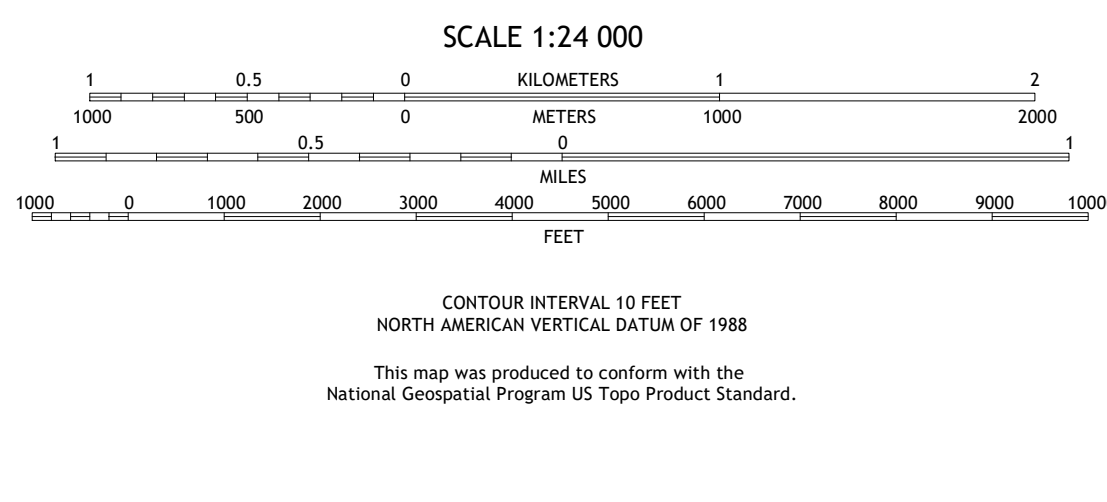 SCALE 1:24 000
1 0.5 0 KILOMETERS 1 2
1000 500 0 METERS 1000 2000
1 0.5 0 1
MILES
1000 0 1000 2000 3000 4000 5000 6000 7000 8000 9000 1000
FEET
CONTOUR INTERVAL 10 FEET
NORTH AMERICAN VERTICAL DATUM OF 1988
This map was produced to conform with the
National Geospatial Program US Topo Product Standard.